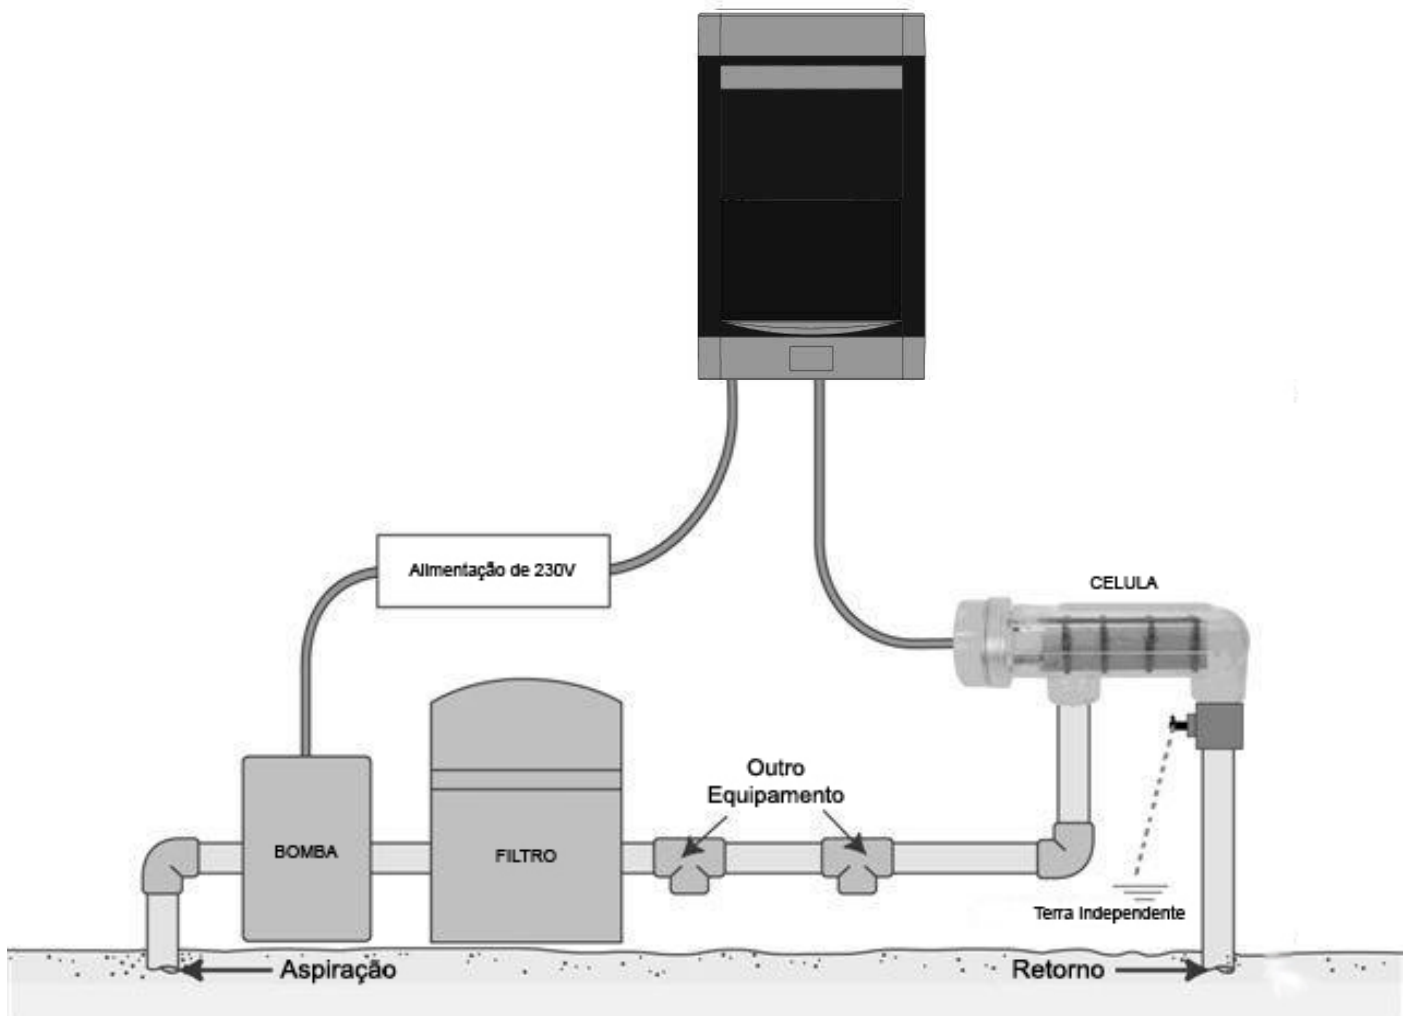 Alimentação de 230V
CELULA
Outro
Equipamento
BOMBA
FILTRO
Terra Independente
Aspiração
Retorno